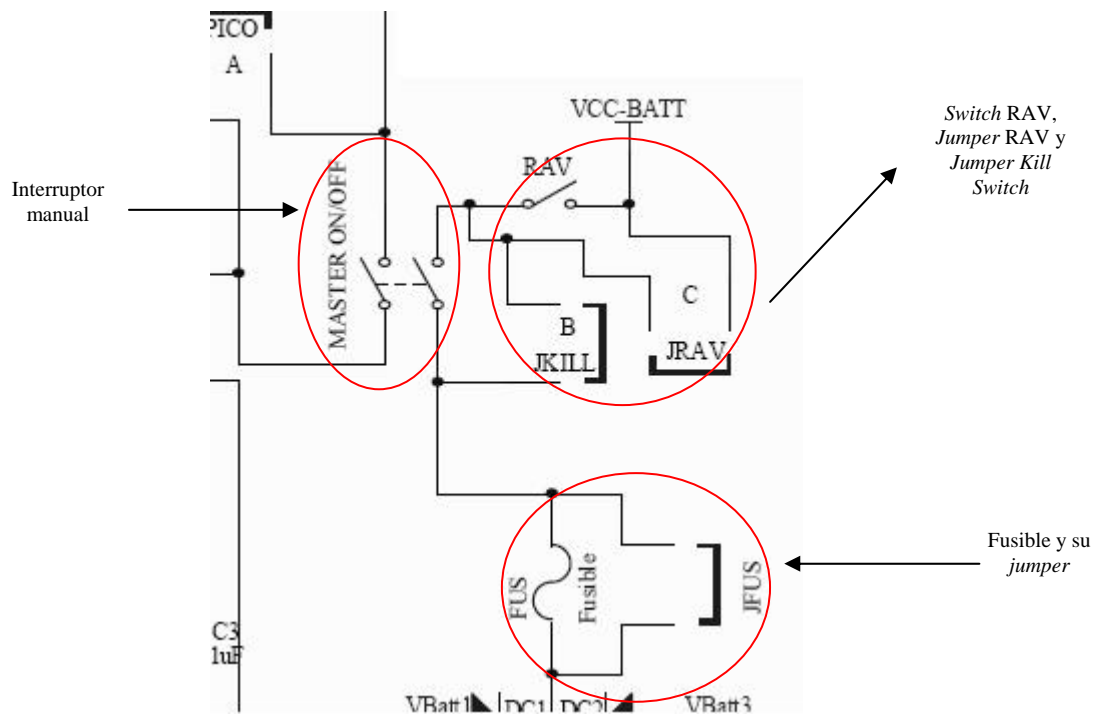 PICO
A
VCC-BATT
Switch RAV,
Jumper RAV y
Jumper Kill
Switch
RAV
Interruptor
manual
MASTER ON/OFF
C
B
JKILL
JRAV
FUS
Fusible
JFUS
Fusible y su
jumper
C3
1uF
VBatt1
DC1
DC2
VBatt3